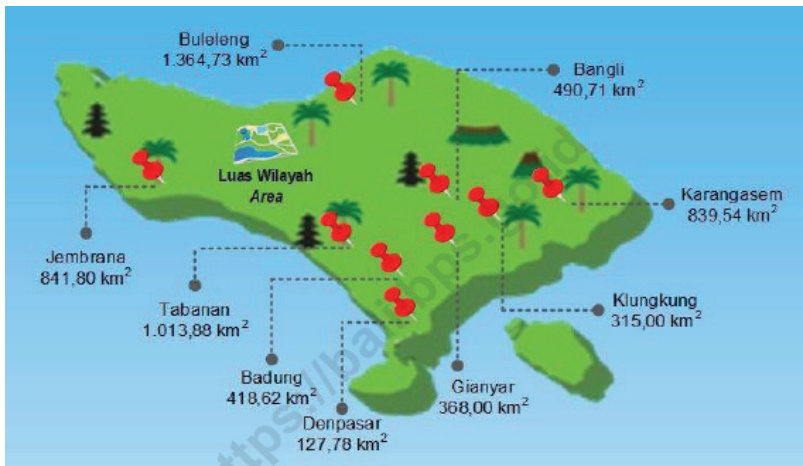 Buleleng
1.364,73 km²
Bangli
490,71 km²
Luas Wilayah
Area
Karangasem
839,54 km²
Jembrana
841,80 km²
Tabanan
1.013,88 km²
Klungkung
315,00 km²
Badung
418,62 km²
Gianyar
368,00 km²
Denpasar
127,78 km²